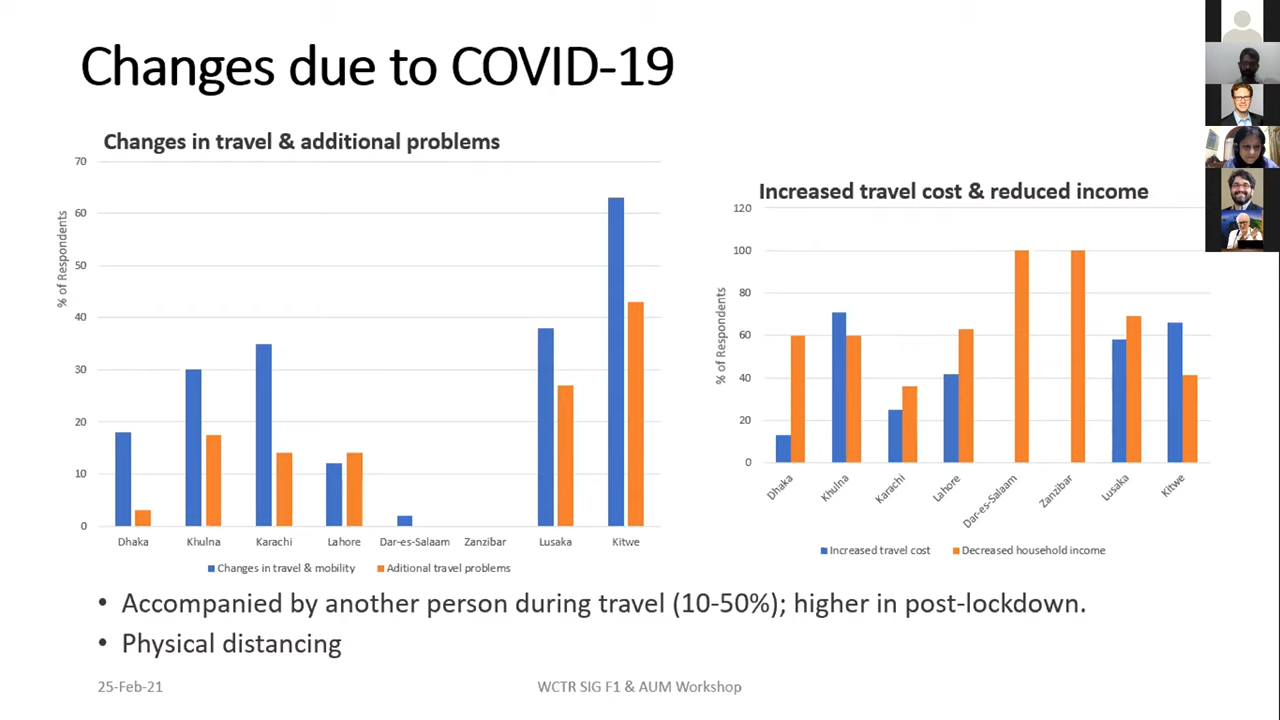 Changes due to COVID-19
Changes in travel & additional problems
70
60
50
40
30
20
10
0
% of Respondents
Dhaka Khulna Karachi Lahore Dar-es-Salaam Zanzibar Lusaka Kitwe
Changes in travel & mobility Aditional travel problems
Increased travel cost & reduced income
120
100
80
60
40
20
0
% of Respondents
Dhaka Khulna Karachi Lahore Dar-es-Salaam Zanzibar Lusaka Kitwe
Increased travel cost Decreased household income
• Accompanied by another person during travel (10-50%); higher in post-lockdown.
• Physical distancing
25-Feb-21 WCTR SIG F1 & AUM Workshop